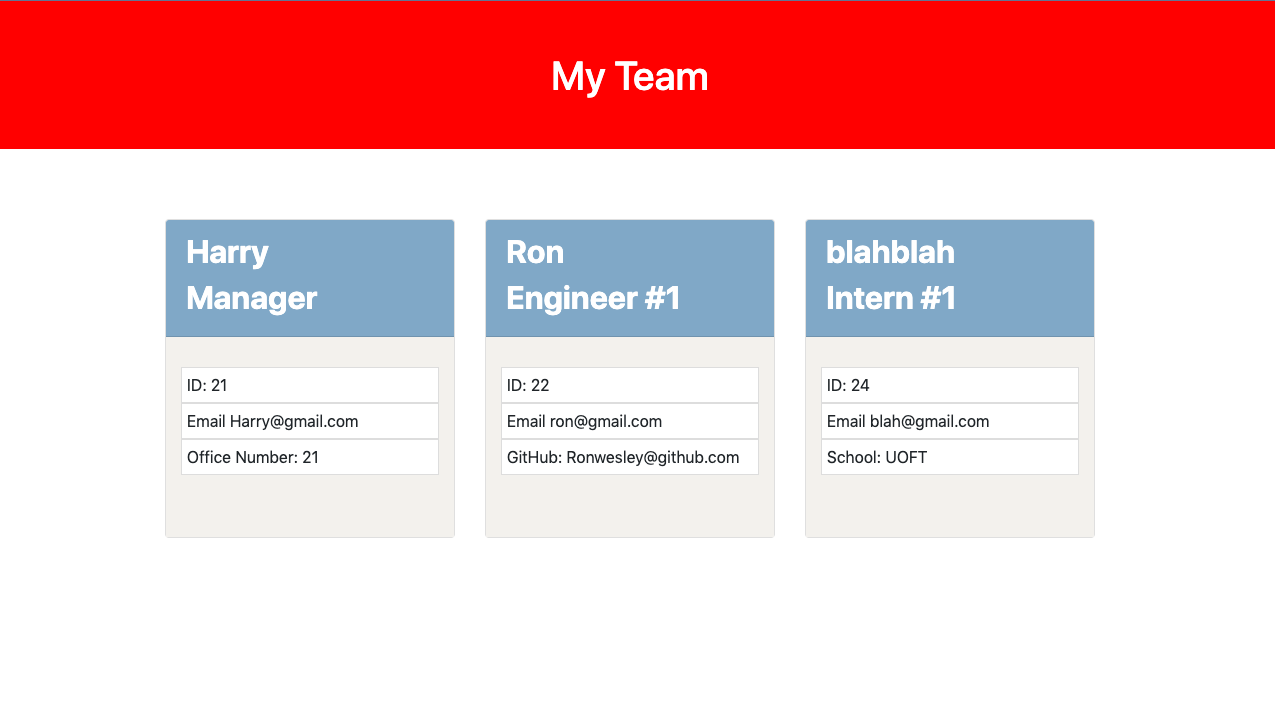 My Team
Harry
Manager
ID: 21
Email Harry@gmail.com
Office Number: 21
Ron
Engineer #1
ID: 22
Email ron@gmail.com
GitHub: Ronwesley@github.com
blahblah
Intern #1
ID: 24
Email blah@gmail.com
School: UOFT